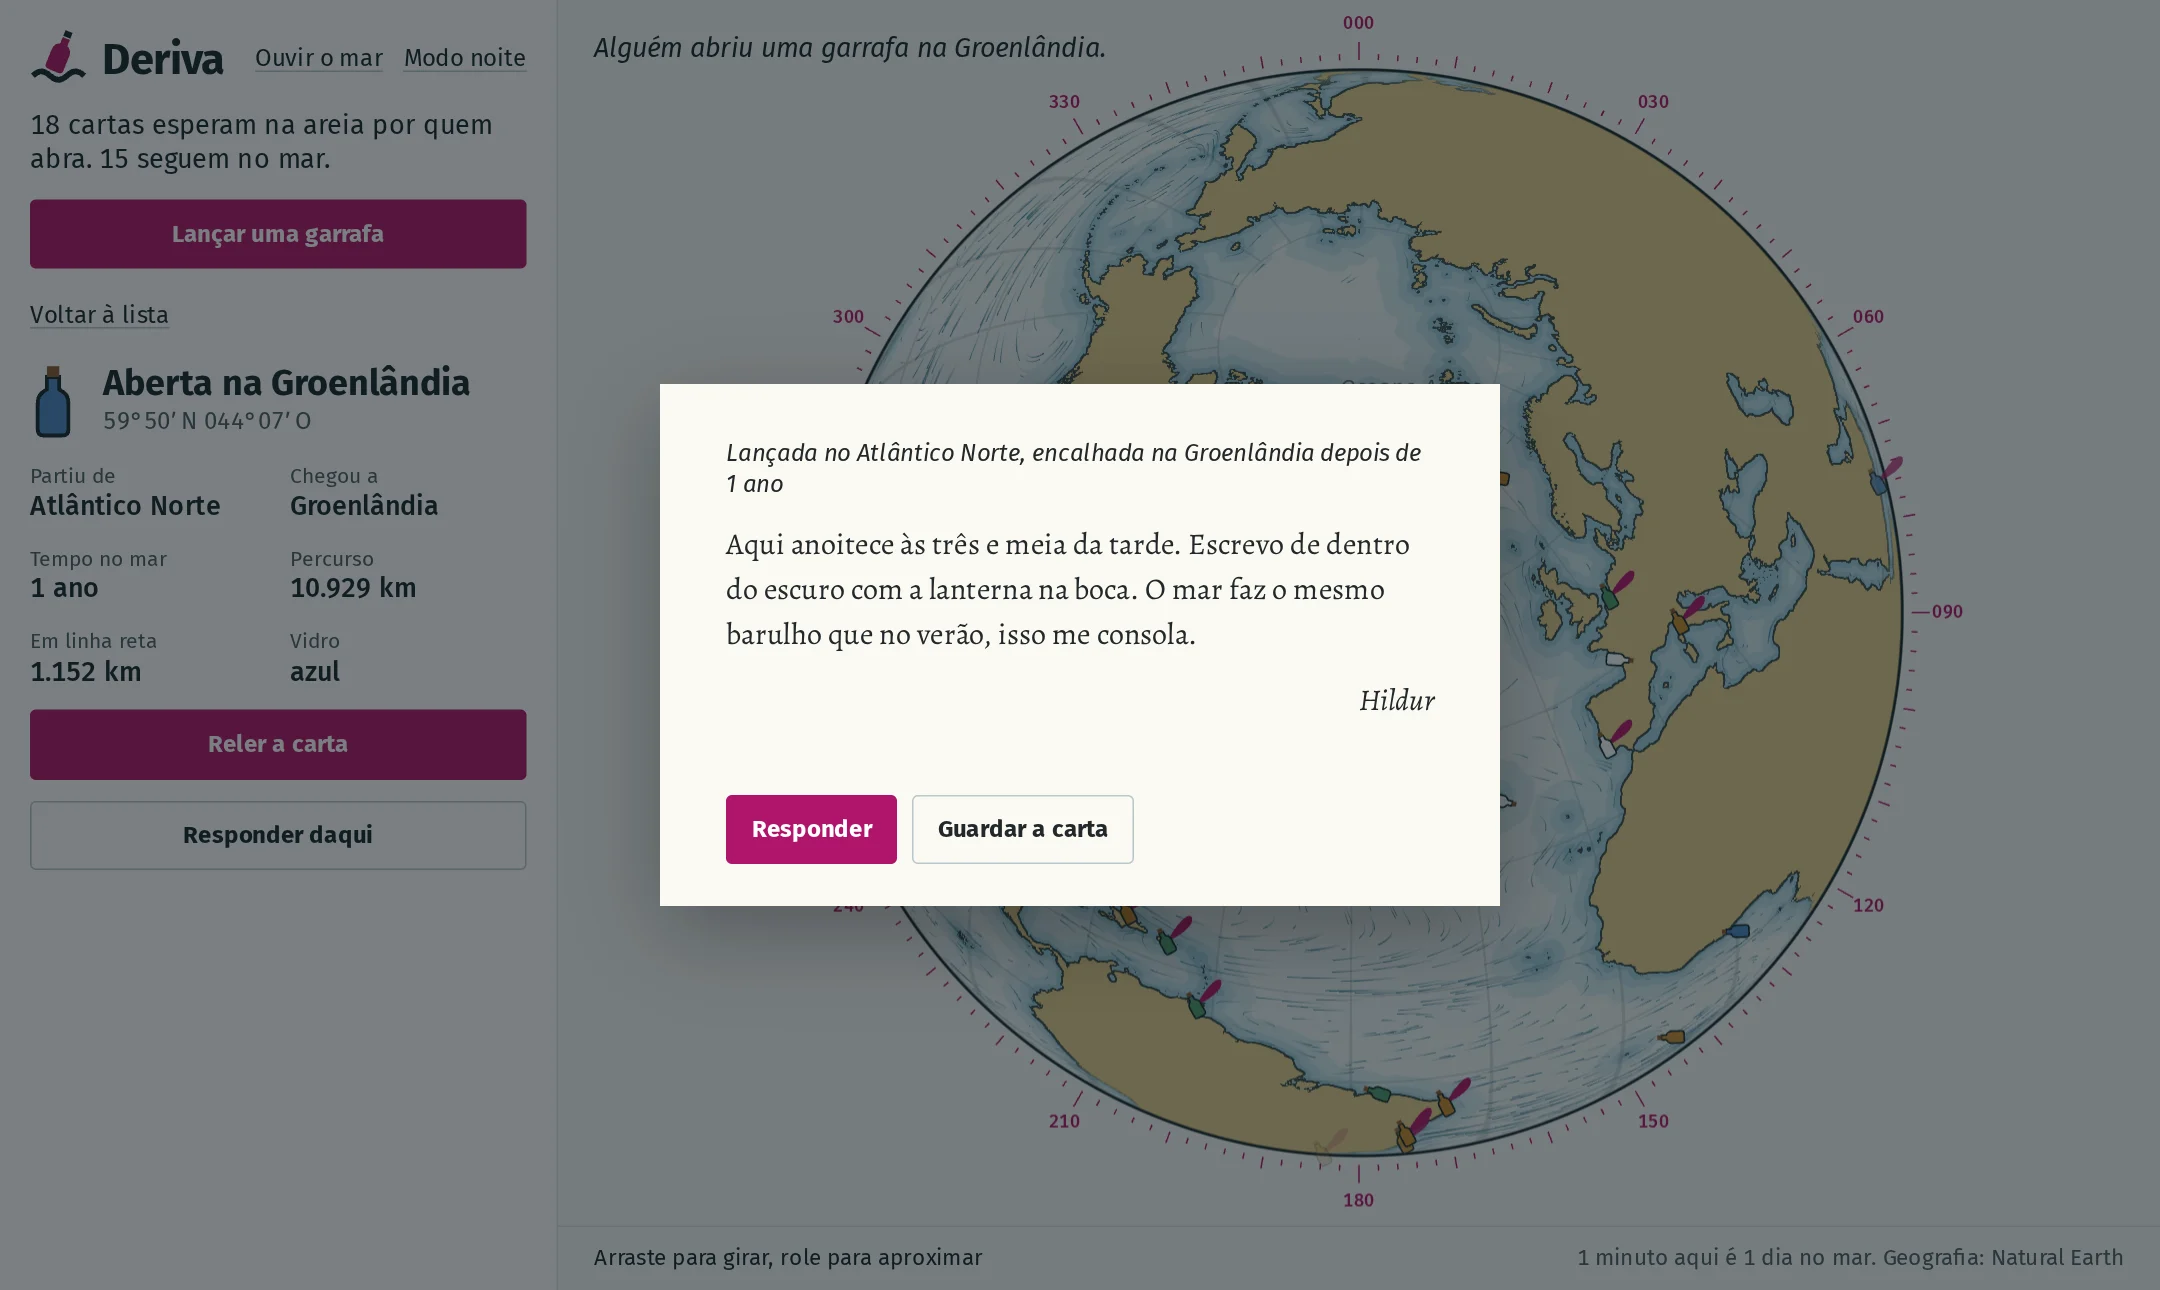 Deriva
Ouvir o mar
Modo noite
18 cartas esperam na areia por quem
abra. 15 seguem no mar.
Lançar uma garrafa
Voltar à lista
Aberta na Groenlândia
59°50′ N 044°07′ O
Partiu de
Atlântico Norte
Chegou a
Groenlândia
Tempo no mar
1 ano
Percurso
10.929 km
Em linha reta
1.152 km
Vidro
azul
Reler a carta
Responder daqui
Alguém abriu uma garrafa na Groenlândia.
000
330
030
300
060
090
240
120
210
150
180
Lançada no Atlântico Norte, encalhada na Groenlândia depois de
1 ano
Aqui anoitece às três e meia da tarde. Escrevo de dentro
do escuro com a lanterna na boca. O mar faz o mesmo
barulho que no verão, isso me consola.
Hildur
Responder
Guardar a carta
Arraste para girar, role para aproximar
1 minuto aqui é 1 dia no mar. Geografia: Natural Earth